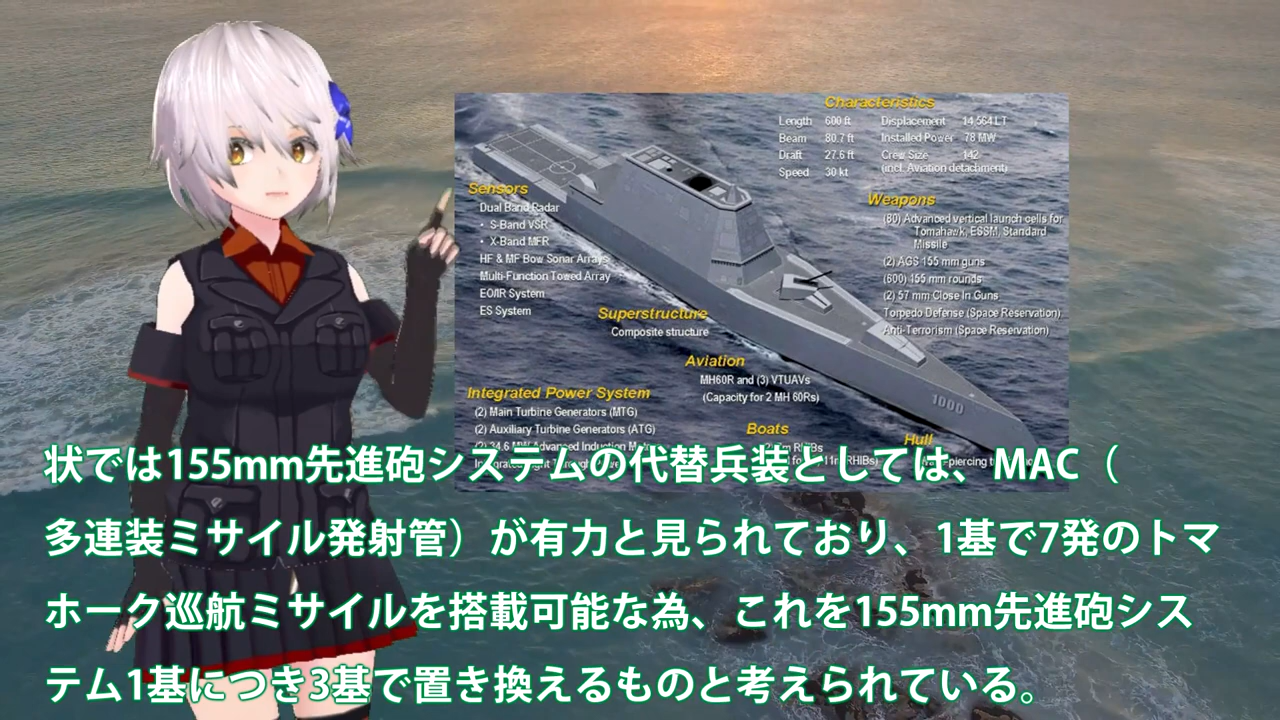 Characteristics
Length 600 ft Displacement 14,564 LT
Beam 80.7 ft Installed Power 78 MW
Draft 27.6 ft Crew Size 142
Speed 30 kt (incl. Aviation detachment)
Sensors
Dual Band Radar
• S-Band VSR
• X-Band MFR
HF & MF Bow Sonar Arrays
Multi-Function Towed Array
EO/IR System
ES System
Weapons
(80) Advanced vertical launch cells for
Tomahawk, ESSM, Standard
Missile
(2) AGS 155 mm guns
(600) 155 mm rounds
(2) 57 mm Close In Guns
Torpedo Defense (Space Reservation)
Anti-Terrorism (Space Reservation)
Superstructure
Composite structure
Aviation
MH60R and (3) VTUAVs
(Capacity for 2 MH 60Rs)
Integrated Power System
(2) Main Turbine Generators (MTG)
(2) Auxiliary Turbine Generators (ATG)
(2) 34.6 MW Advanced Induction
Boats
RHIBs
Hull
1000
状では155mm先進砲システムの代替兵装としては、MAC（
多連装ミサイル発射管）が有力と見られており、1基で7発のトマ
ホーク巡航ミサイルを搭載可能な為、これを155mm先進砲シス
テム1基につき3基で置き換えるものと考えられている。